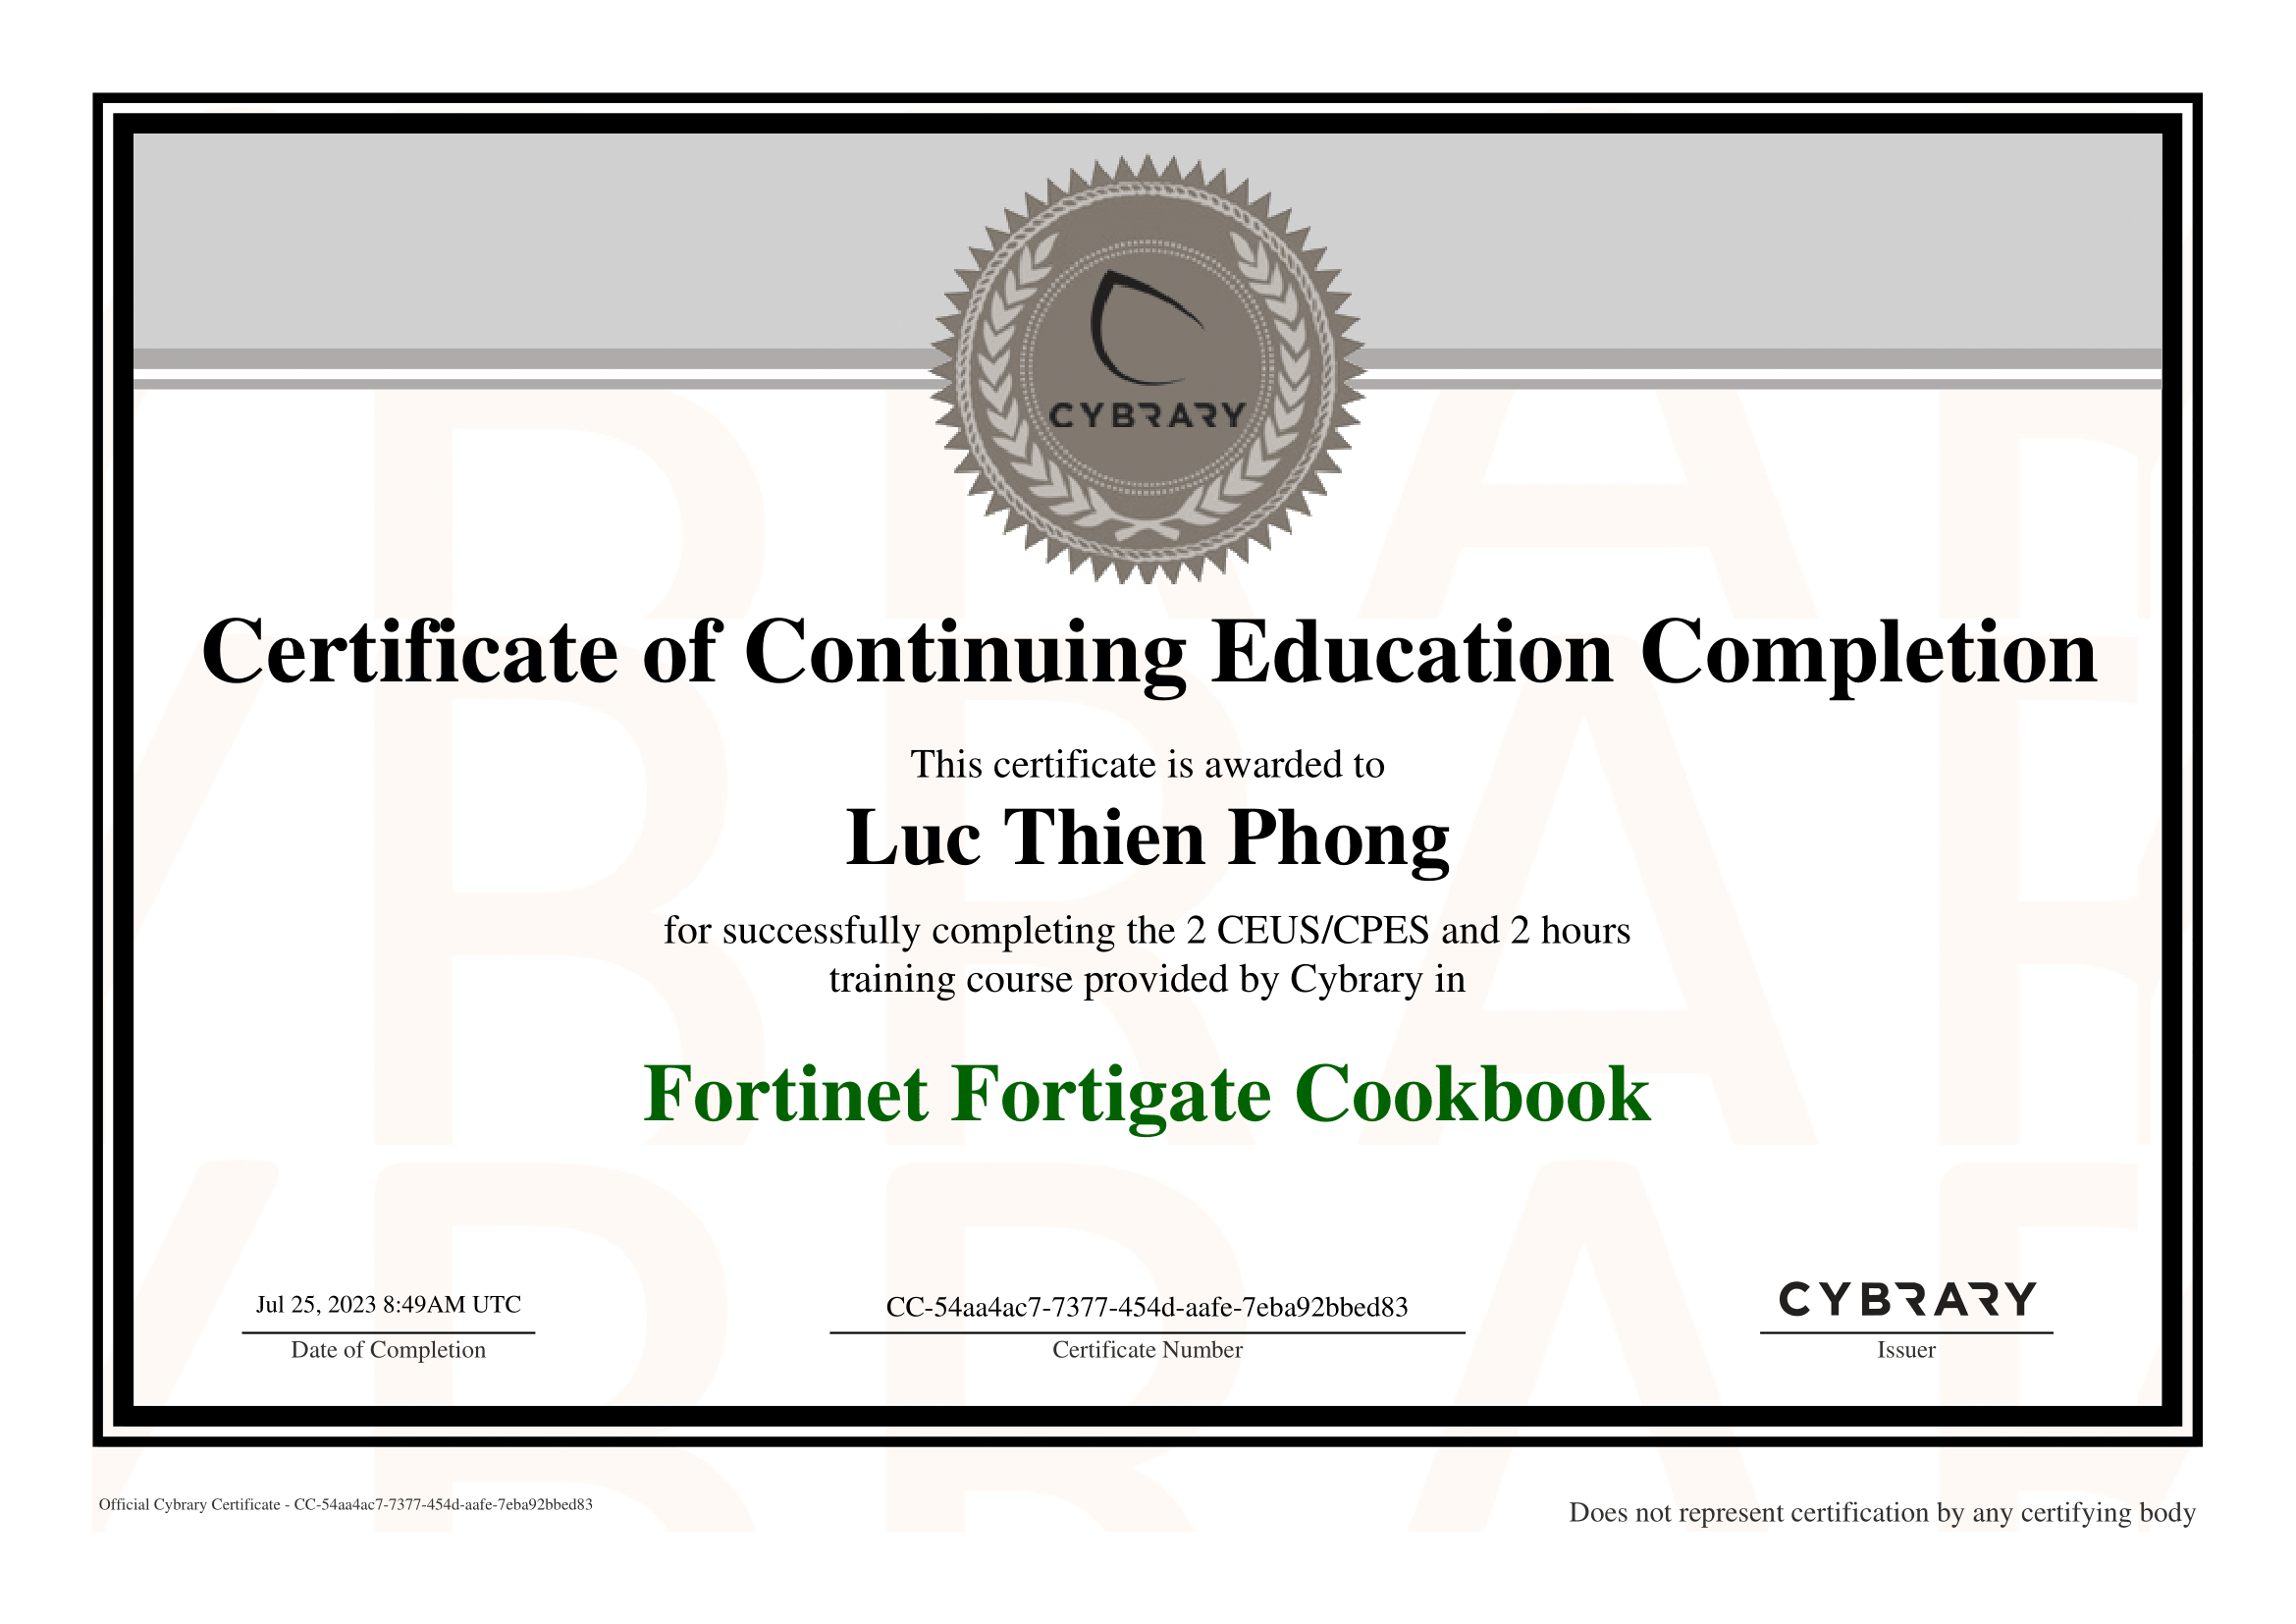 CYBRARY
Certificate of Continuing Education Completion
This certificate is awarded to
Luc Thien Phong
for successfully completing the 2 CEUS/CPES and 2 hours
training course provided by Cybrary in
Fortinet Fortigate Cookbook
Jul 25, 2023 8:49AM UTC
Date of Completion
CC-54aa4ac7-7377-454d-aafe-7eba92bbed83
Certificate Number
CYBRARY
Issuer
Official Cybrary Certificate - CC-54aa4ac7-7377-454d-aafe-7eba92bbed83
Does not represent certification by any certifying body